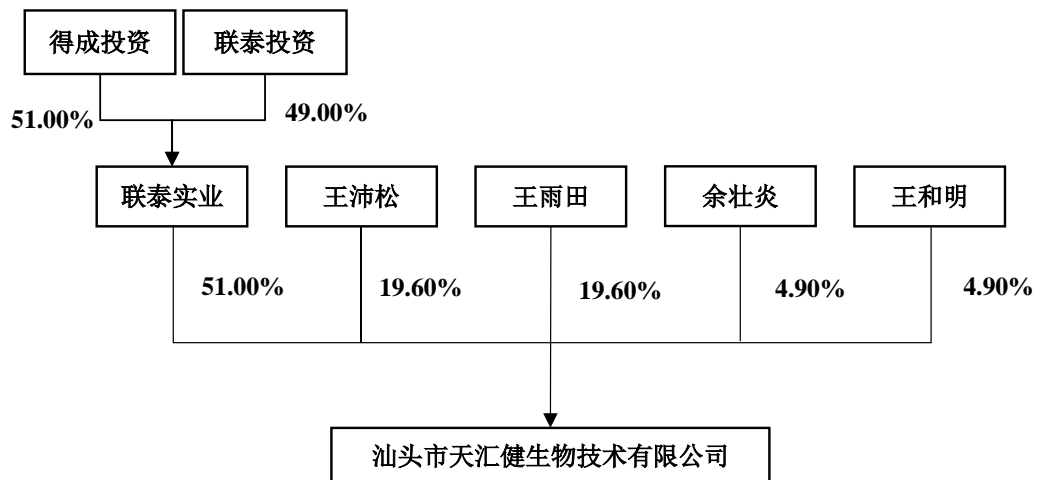 得成投资
联泰投资
51.00%
49.00%
联泰实业
王沛松
王雨田
余壮炎
王和明
51.00%
19.60%
19.60%
4.90%
4.90%
汕头市天汇健生物技术有限公司